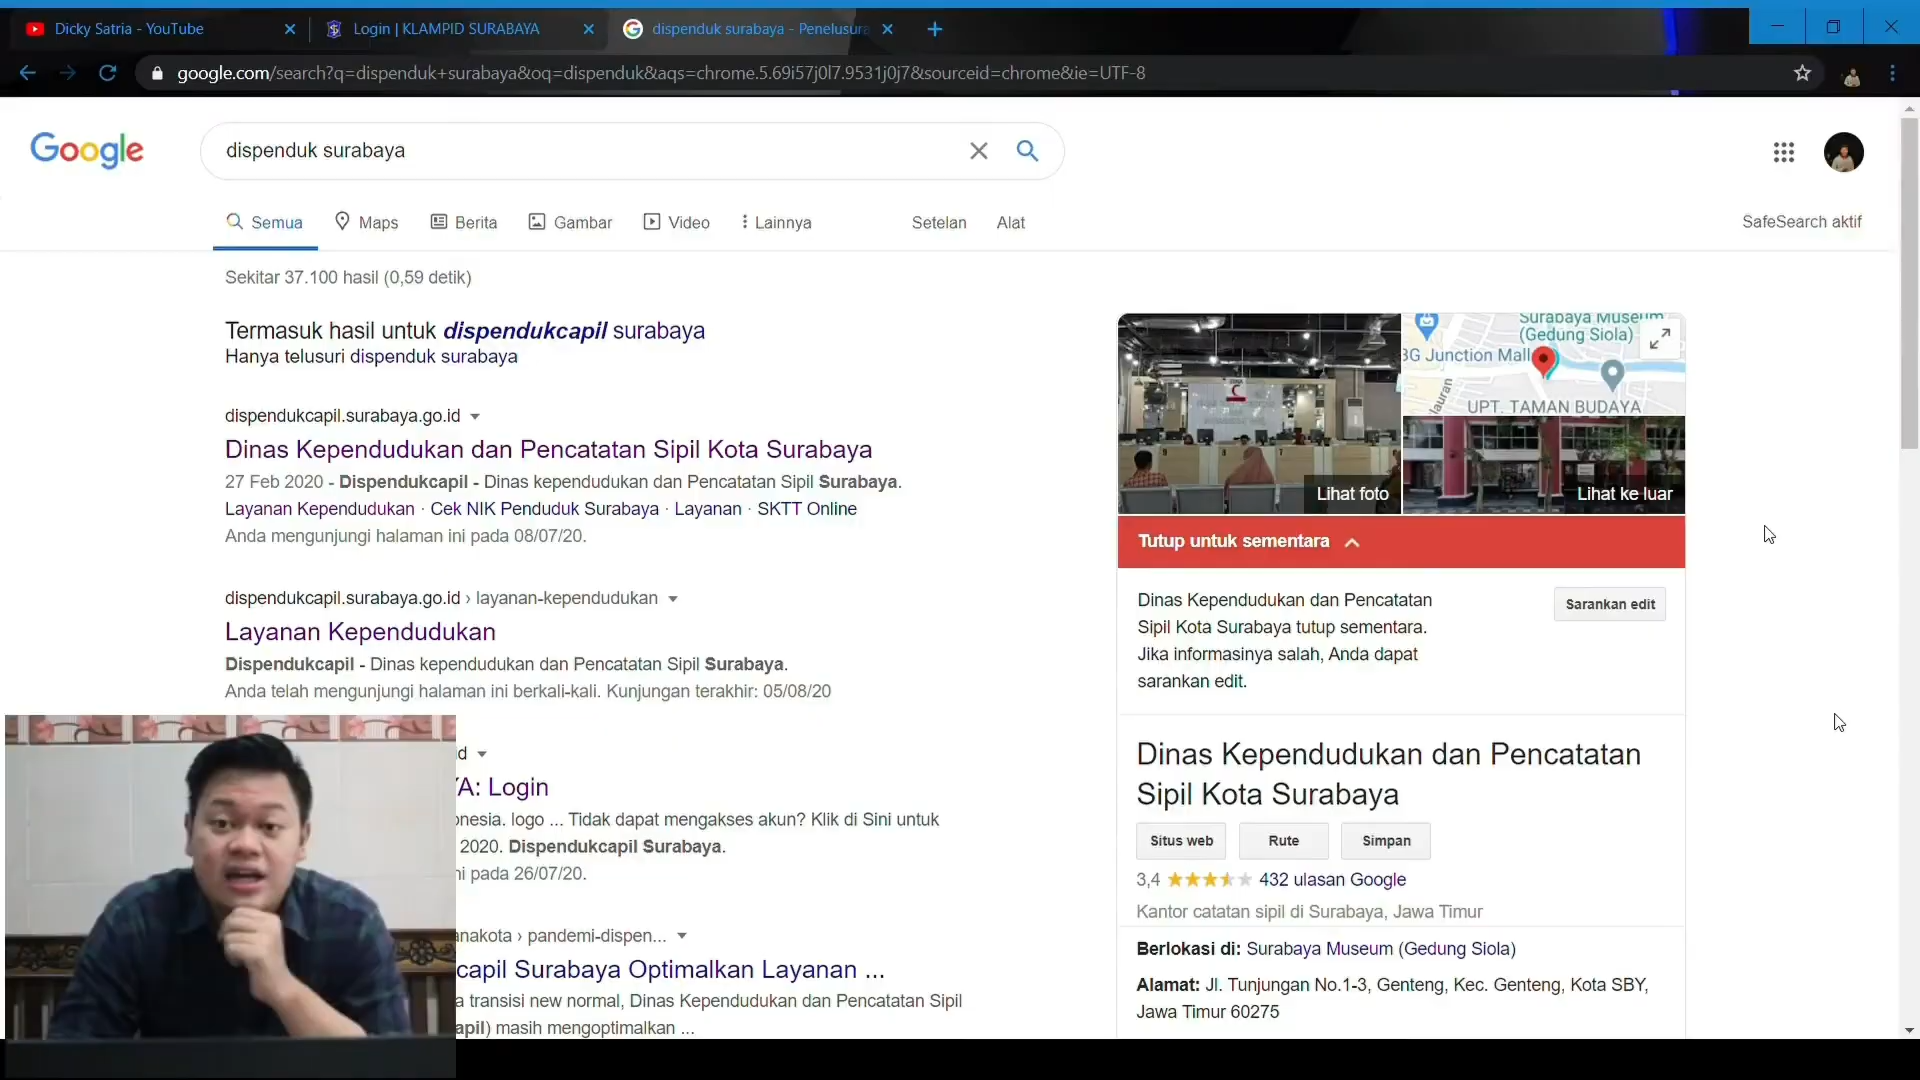 Dicky Satria - YouTube
Login | KLAMPID SURABAYA
dispenduk surabaya - Penelusura
google.com/search?q=dispenduk+surabaya&oq=dispenduk&aqs=chrome.5.69i57j0l7.9531j0j7&sourceid=chrome&ie=UTF-8
Google
dispenduk surabaya
Semua
Maps
Berita
Gambar
Video
Lainnya
Setelan
Alat
SafeSearch aktif
Sekitar 37.100 hasil (0,59 detik)
Termasuk hasil untuk dispendukcapil surabaya
Hanya telusuri dispenduk surabaya
dispendukcapil.surabaya.go.id
Dinas Kependudukan dan Pencatatan Sipil Kota Surabaya
27 Feb 2020 - Dispendukcapil - Dinas kependudukan dan Pencatatan Sipil Surabaya.
Layanan Kependudukan · Cek NIK Penduduk Surabaya · Layanan · SKTT Online
Anda mengunjungi halaman ini pada 08/07/20.
dispendukcapil.surabaya.go.id › layanan-kependudukan
Layanan Kependudukan
Dispendukcapil - Dinas kependudukan dan Pencatatan Sipil Surabaya.
Anda telah mengunjungi halaman ini berkali-kali. Kunjungan terakhir: 05/08/20
id
YA: Login
onesia. logo ... Tidak dapat mengakses akun? Klik di Sini untuk
2020. Dispendukcapil Surabaya.
ni pada 26/07/20.
anakota › pandemi-dispen...
capil Surabaya Optimalkan Layanan ...
a transisi new normal, Dinas Kependudukan dan Pencatatan Sipil
apil) masih mengoptimalkan ...
Surabaya Museum
(Gedung Siola)
BG Junction Mall
UPT. TAMAN BUDAYA
Lihat foto
Lihat ke luar
Tutup untuk sementara
Dinas Kependudukan dan Pencatatan
Sipil Kota Surabaya tutup sementara.
Jika informasinya salah, Anda dapat
sarankan edit.
Sarankan edit
Dinas Kependudukan dan Pencatatan
Sipil Kota Surabaya
Situs web
Rute
Simpan
3,4
432 ulasan Google
Kantor catatan sipil di Surabaya, Jawa Timur
Berlokasi di: Surabaya Museum (Gedung Siola)
Alamat: Jl. Tunjungan No.1-3, Genteng, Kec. Genteng, Kota SBY,
Jawa Timur 60275